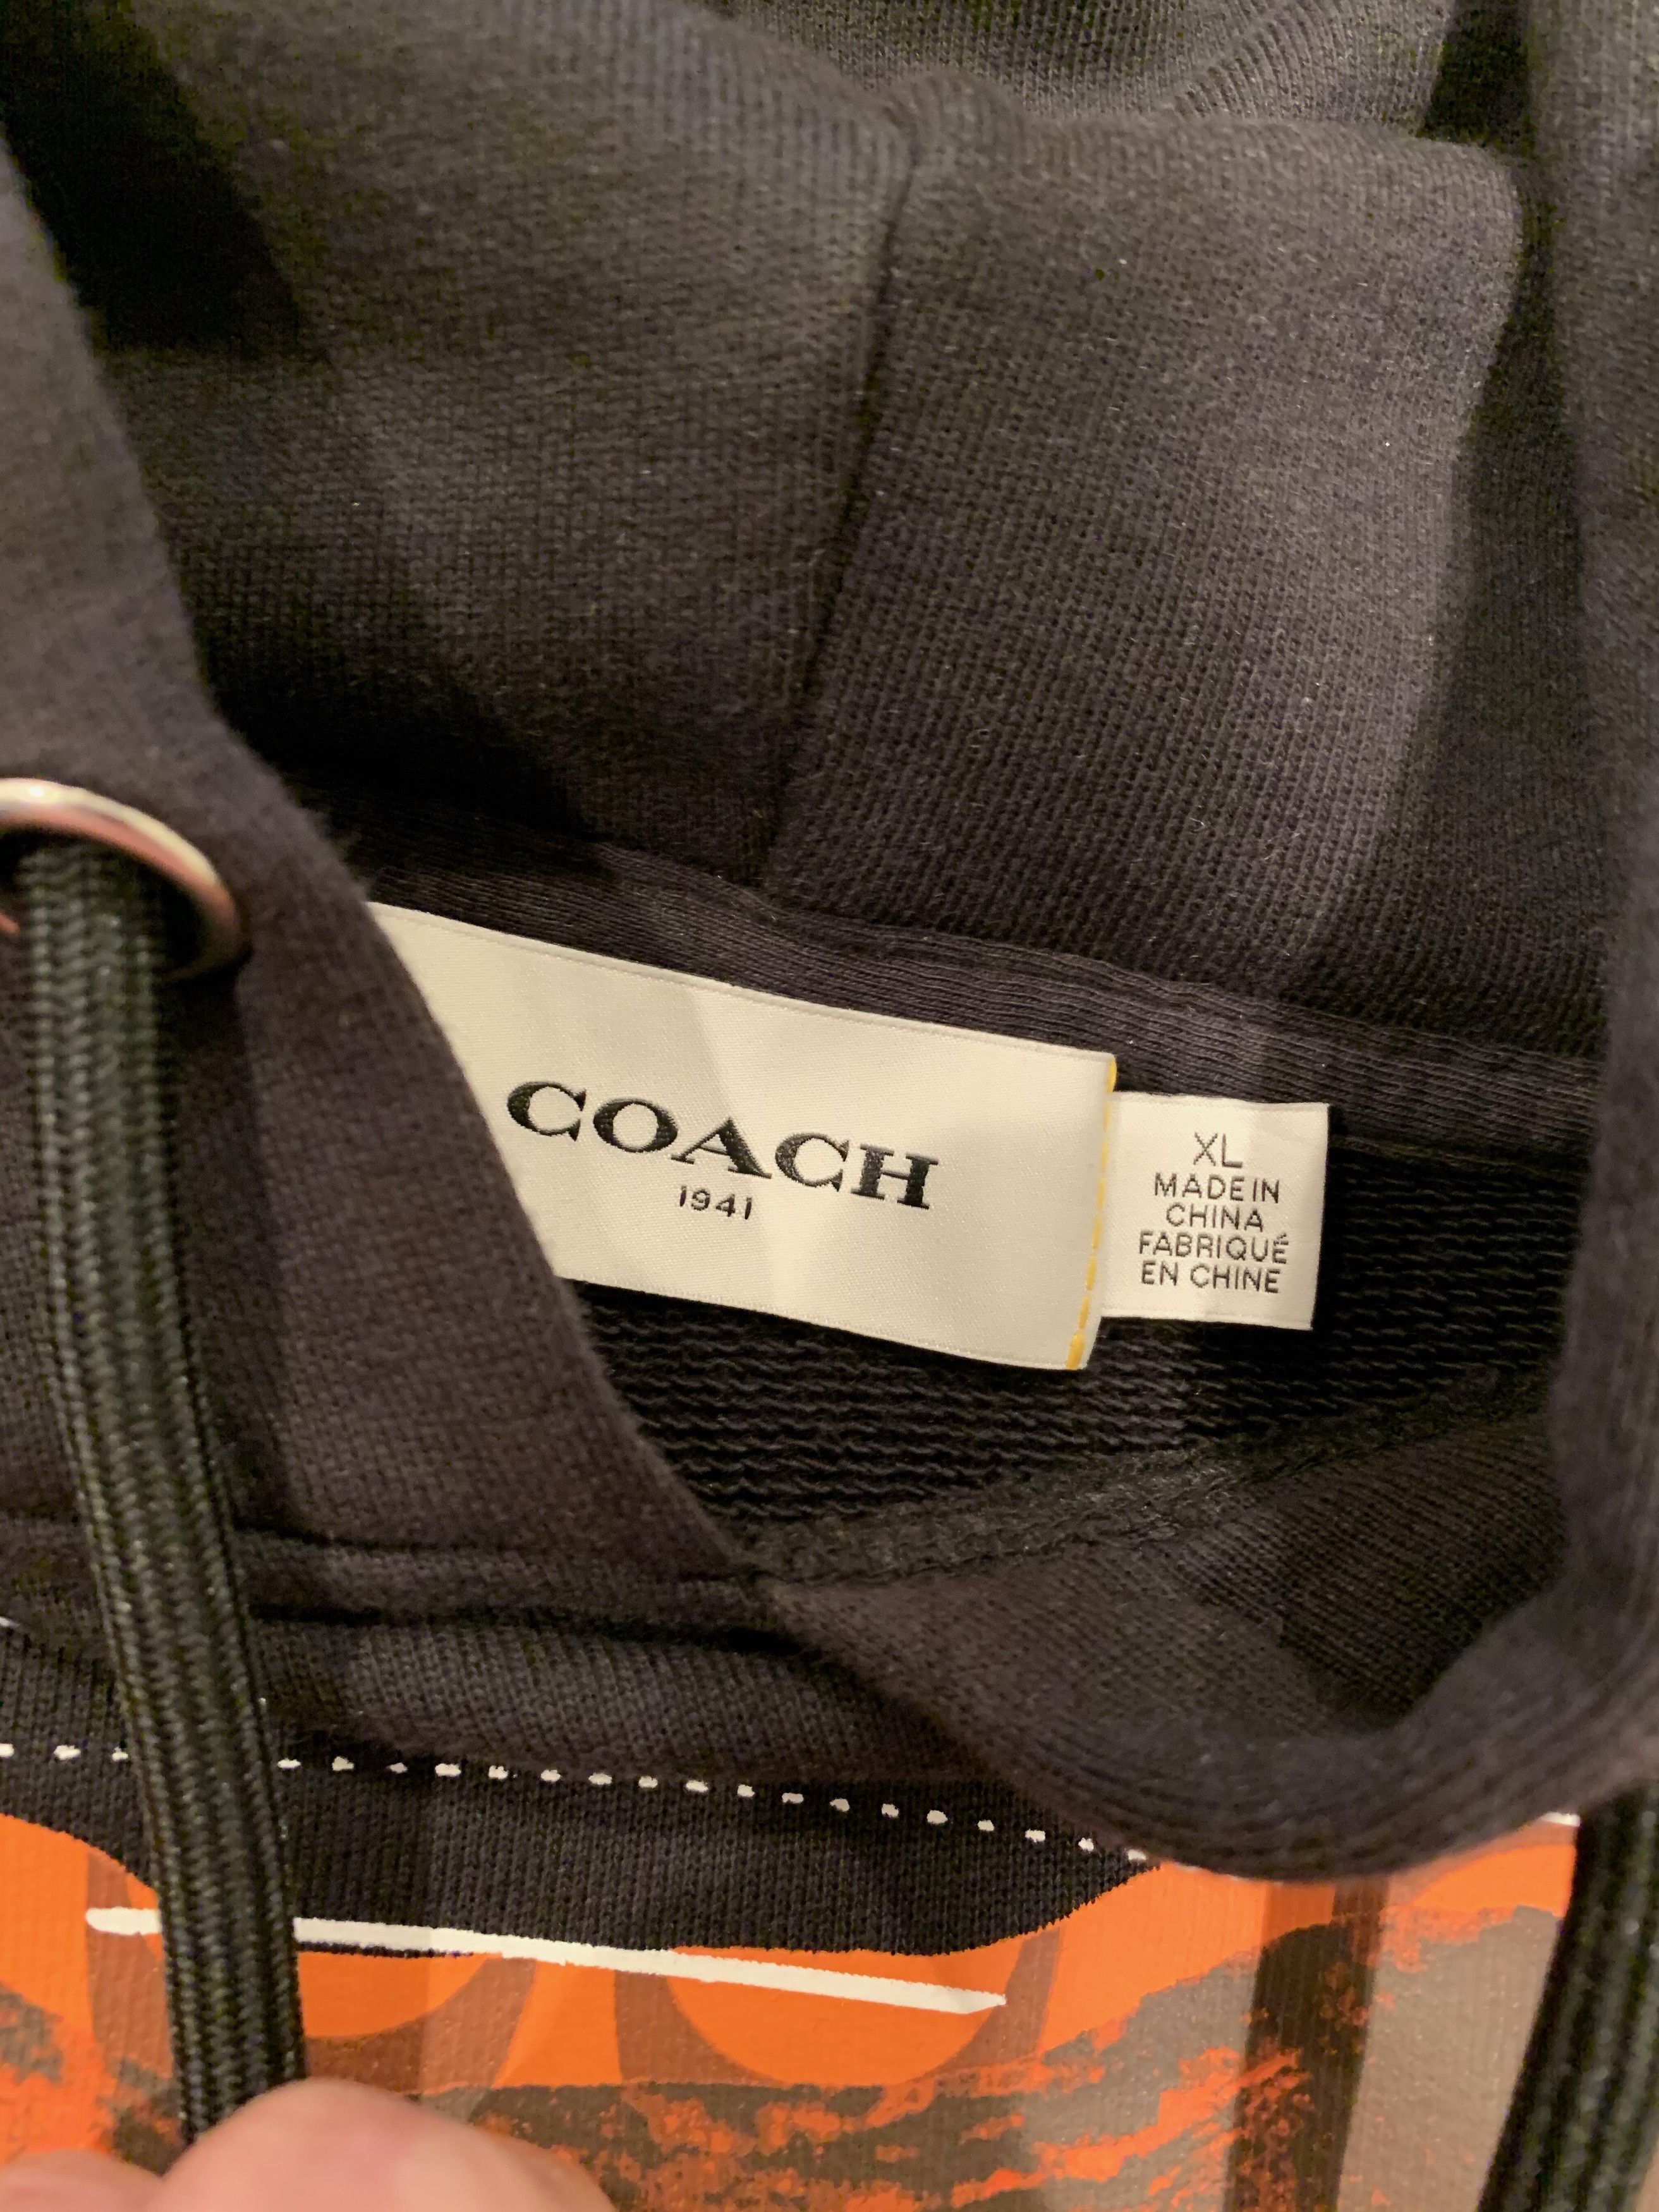 COACH
1941
XL
MADE IN
CHINA
FABRIQUÉ
EN CHINE